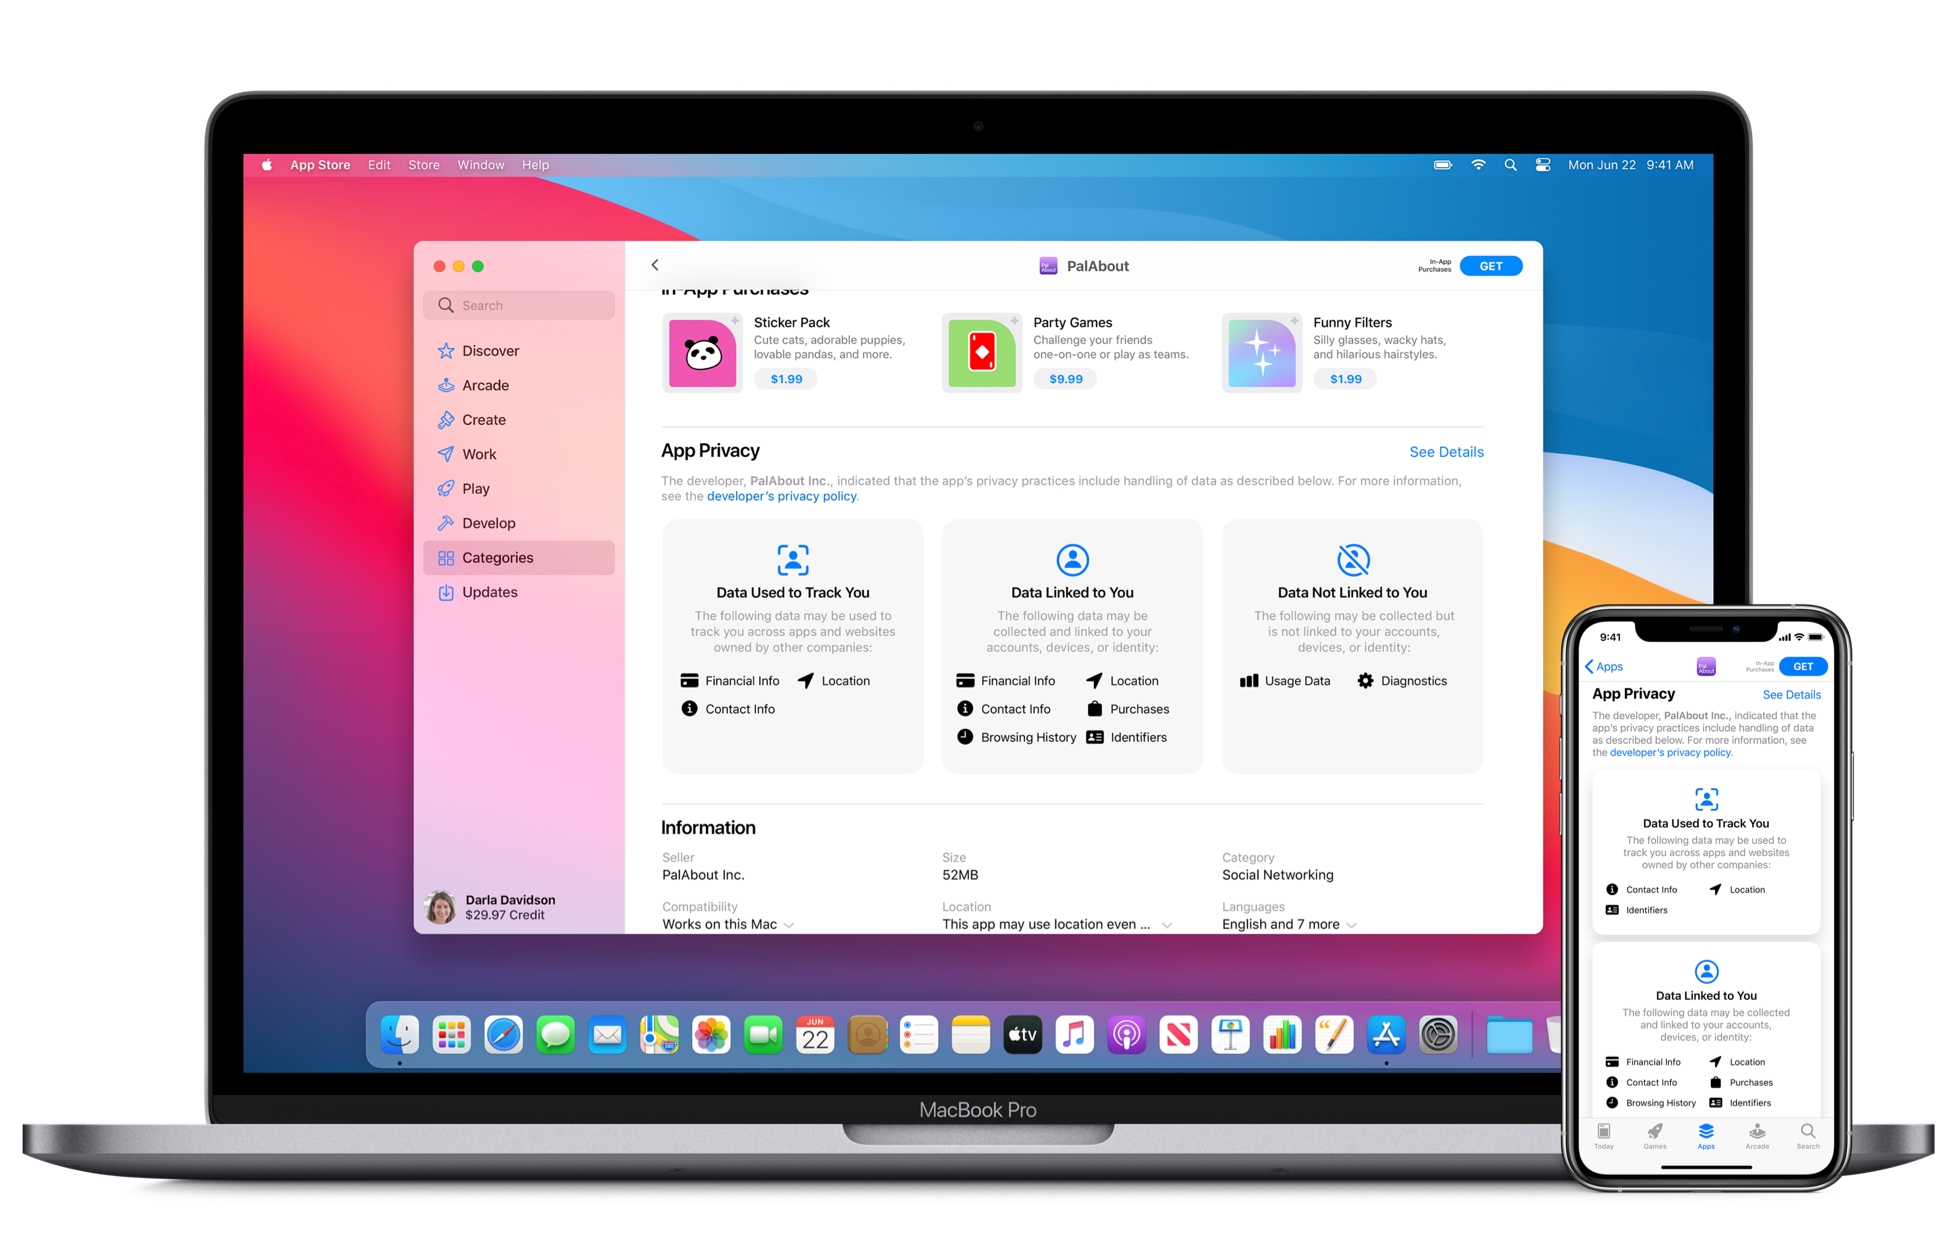 App Store Edit Store Window Help
Mon Jun 22 9:41 AM
Search
Discover
Arcade
Create
Work
Play
Develop
Categories
Updates
Darla Davidson
$29.97 Credit
PalAbout
In-App
Purchases
GET
In-App Purchases
Sticker Pack
Cute cats, adorable puppies,
lovable pandas, and more.
$1.99
Party Games
Challenge your friends
one-on-one or play as teams.
$9.99
Funny Filters
Silly glasses, wacky hats,
and hilarious hairstyles.
$1.99
App Privacy
See Details
The developer, PalAbout Inc., indicated that the app's privacy practices include handling of data as described below. For more information,
see the developer's privacy policy.
Data Used to Track You
The following data may be used to
track you across apps and websites
owned by other companies:
Financial Info Location
Contact Info
Data Linked to You
The following data may be
collected and linked to your
accounts, devices, or identity:
Financial Info Location
Contact Info Purchases
Browsing History Identifiers
Data Not Linked to You
The following may be collected but
is not linked to your accounts,
devices, or identity:
Usage Data Diagnostics
Information
Seller
PalAbout Inc.
Size
52MB
Category
Social Networking
Compatibility
Works on this Mac
Location
This app may use location even ...
Languages
English and 7 more
JUN
22
tv
MacBook Pro
9:41
Apps
Pal
About
In-App
Purchases
GET
App Privacy
See Details
The developer, PalAbout Inc., indicated that the
app's privacy practices include handling of data
as described below. For more information, see
the developer's privacy policy.
Data Used to Track You
The following data may be used to
track you across apps and websites
owned by other companies:
Contact Info Location
Identifiers
Data Linked to You
The following data may be collected
and linked to your accounts,
devices, or identity:
Financial Info Location
Contact Info Purchases
Browsing History Identifiers
Today Games Apps Arcade Search